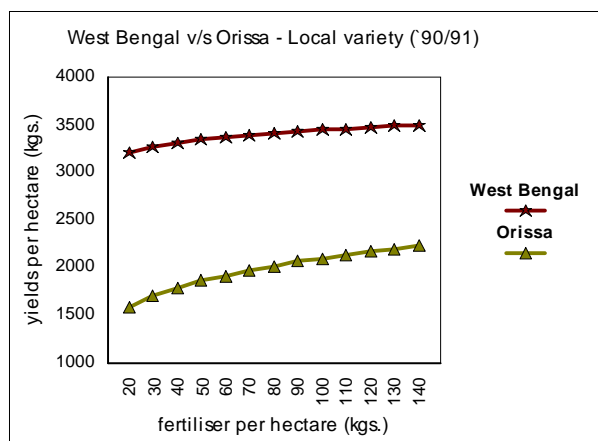 West Bengal v/s Orissa - Local variety (`90/91)
4000
3500
3000
2500
2000
1500
1000
yields per hectare (kgs.)
20 30 40 50 60 70 80 90 100 110 120 130 140
fertiliser per hectare (kgs.)
West Bengal
Orissa